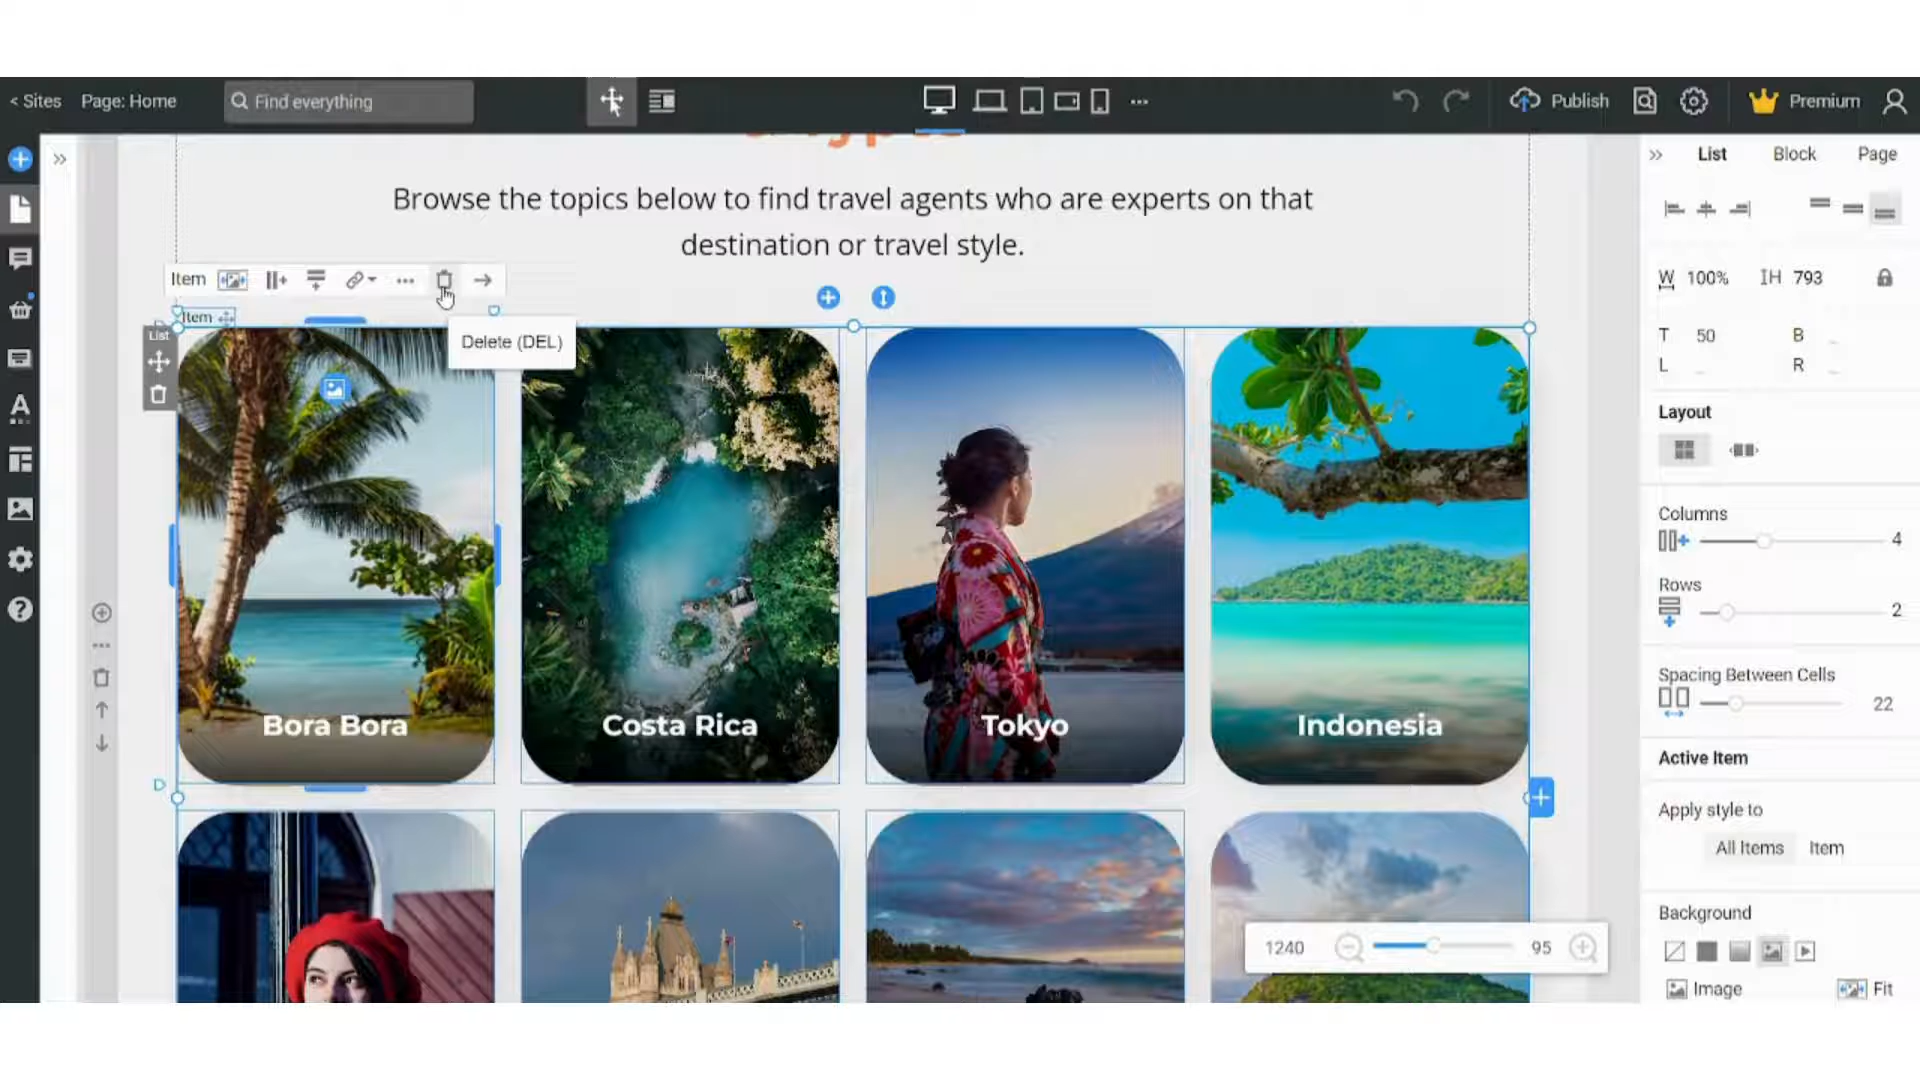 < Sites Page: Home Find everything Publish Premium
List Block Page
Browse the topics below to find travel agents who are experts on that
destination or travel style.
Item
Item
List
Delete (DEL)
Bora Bora
Costa Rica
Tokyo
Indonesia
W 100% H 793
T 50 B
L R
Layout
Columns
4
Rows
2
Spacing Between Cells
22
Active Item
Apply style to
All Items Item
Background
Image Fit
1240 95
D